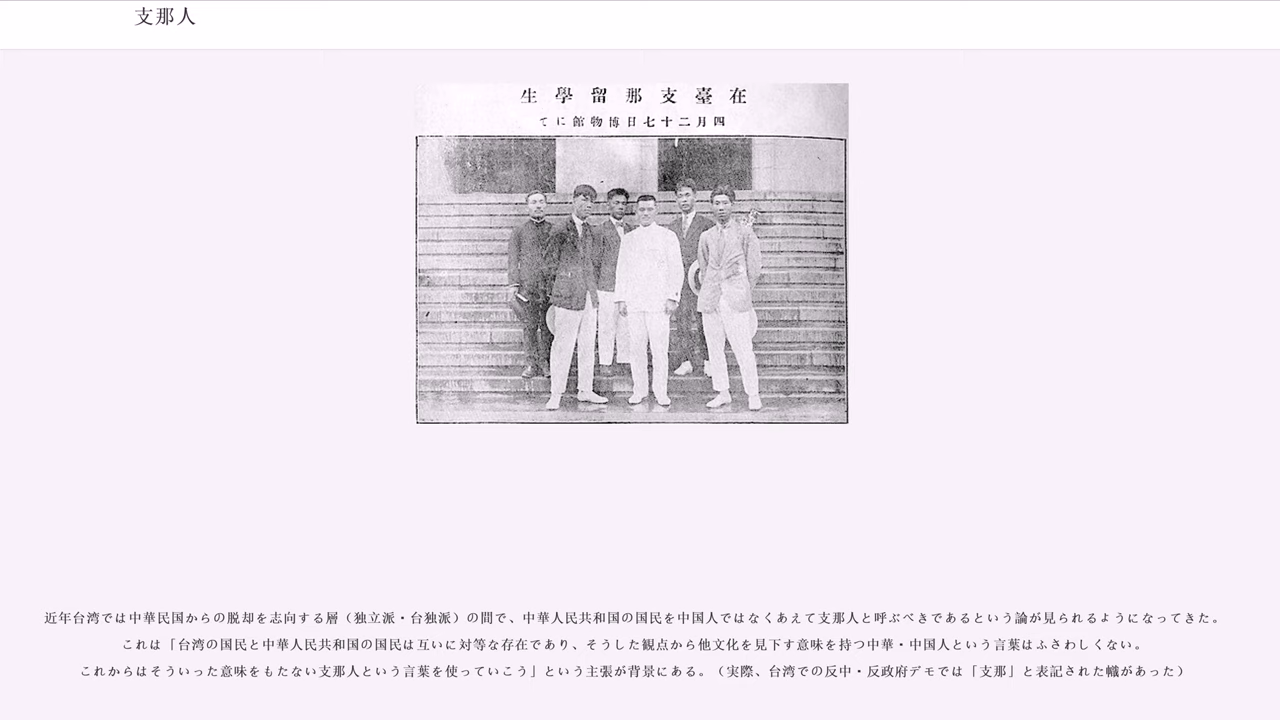 支那人
生學留那支臺在
てに館物博日七十二月四
近年台湾では中華民国からの脱却を志向する層（独立派・台独派）の間で、中華人民共和国の国民を中国人ではなくあえて支那人と呼ぶべきであるという論が見られるようになってきた。
これは「台湾の国民と中華人民共和国の国民は互いに対等な存在であり、そうした観点から他文化を見下す意味を持つ中華・中国人という言葉はふさわしくない。
これからはそういった意味をもたない支那人という言葉を使っていこう」という主張が背景にある。（実際、台湾での反中・反政府デモでは「支那」と表記された幟があった）